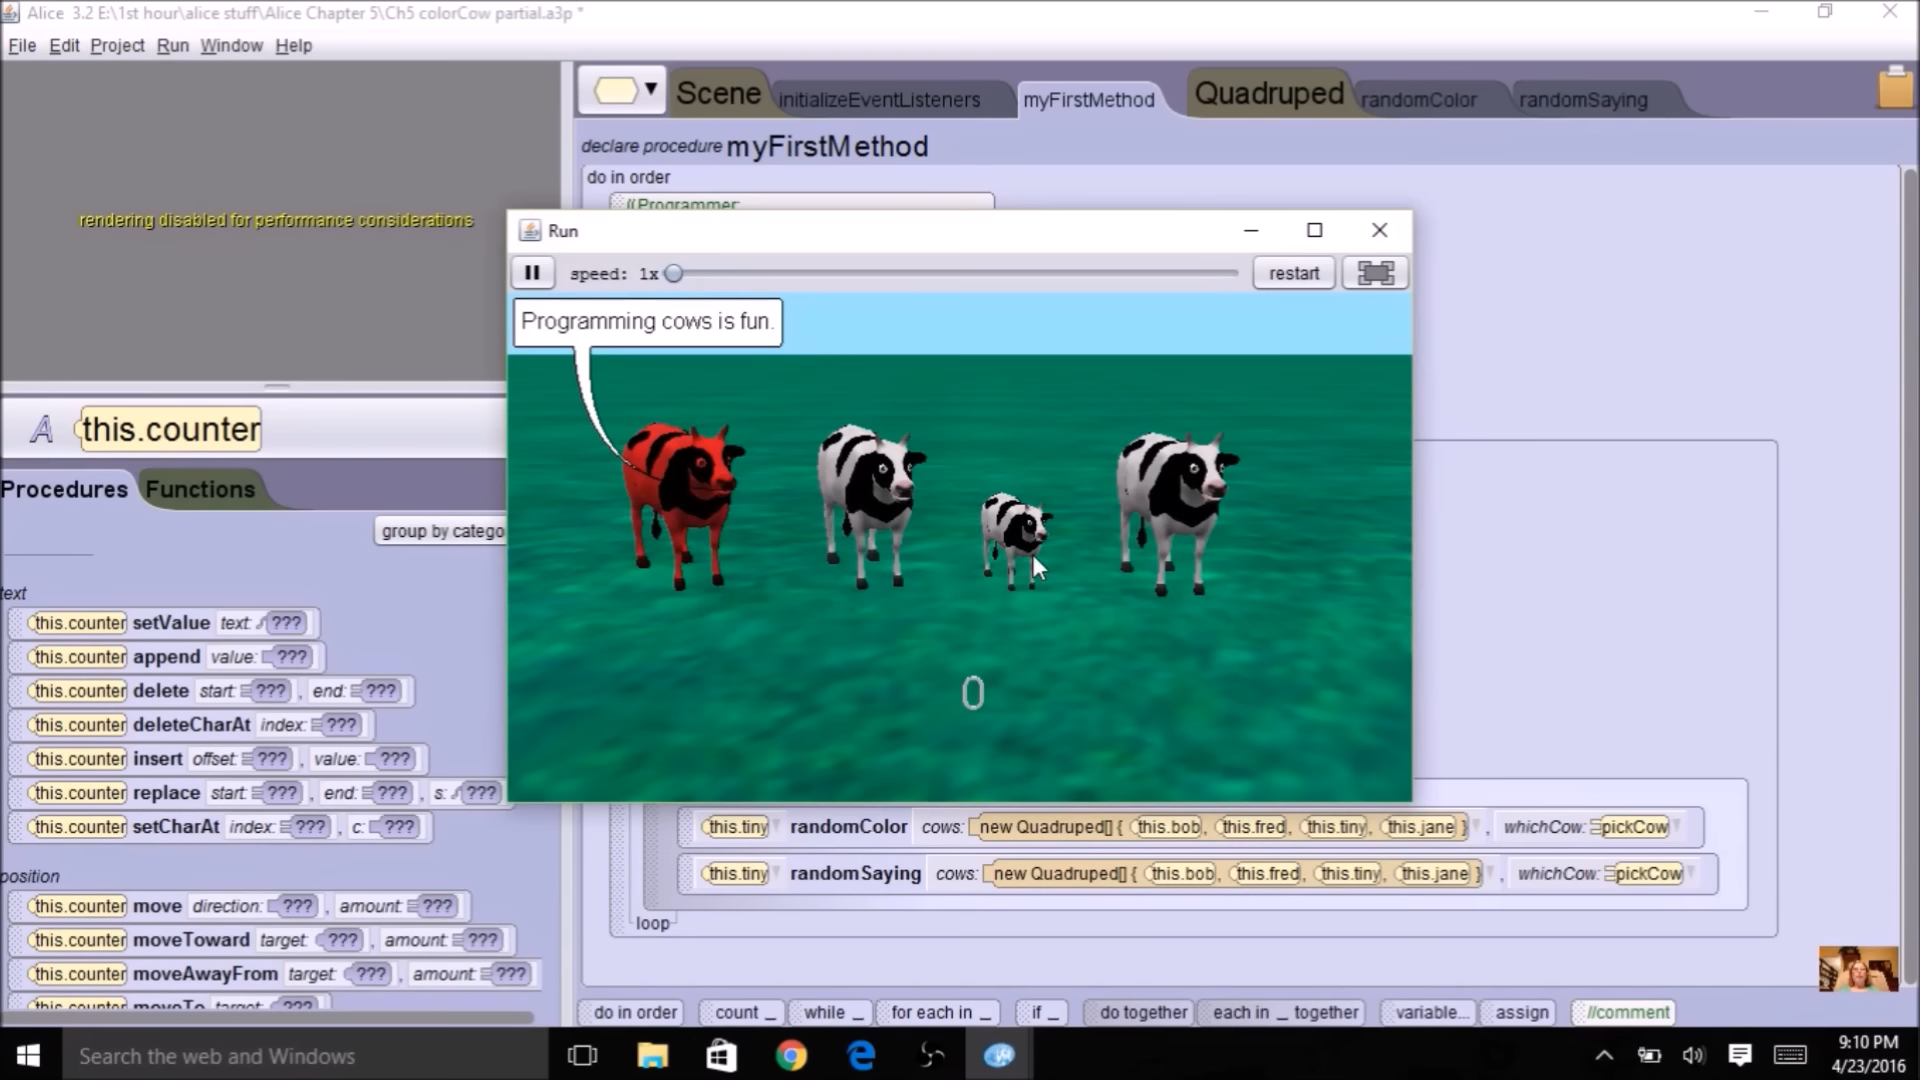 Alice 3.2 E:\1st hour\alice stuff\Alice Chapter 5\Ch5 colorCow partial.a3p *
File Edit Project Run Window Help
Scene initializeEventListeners myFirstMethod Quadruped randomColor randomSaying
declare procedure myFirstMethod
do in order
//Programmer:
rendering disabled for performance considerations
Run
speed: 1x restart
Programming cows is fun.
0
this.counter
Procedures Functions
group by catego
text
this.counter setValue text: ???
this.counter append value: ???
this.counter delete start: ??? , end: ???
this.counter deleteCharAt index: ???
this.counter insert offset: ??? , value: ???
this.counter replace start: ??? , end: ??? , s: ???
this.counter setCharAt index: ??? , c: ???
position
this.counter move direction: ??? , amount: ???
this.counter moveToward target: ??? , amount: ???
this.counter moveAwayFrom target: ??? , amount: ???
this.counter moveTo target: ???
this.tiny randomColor cows: new Quadruped[] { this.bob, this.fred, this.tiny, this.jane } , whichCow: pickCow
this.tiny randomSaying cows: new Quadruped[] { this.bob, this.fred, this.tiny, this.jane } , whichCow: pickCow
loop
do in order count _ while _ for each in _ if _ do together each in _ together variable... assign //comment
Search the web and Windows
9:10 PM
4/23/2016